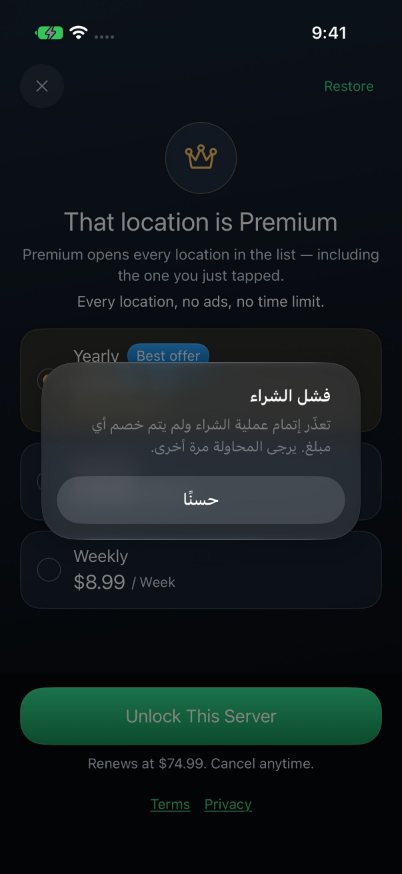 9:41
Restore
That location is Premium
Premium opens every location in the list — including
the one you just tapped.
Every location, no ads, no time limit.
Yearly
Best offer
فشل الشراء
تعذّر إتمام عملية الشراء ولم يتم خصم أي
مبلغ. يرجى المحاولة مرة أخرى.
حسنًا
Weekly
$8.99 / Week
Unlock This Server
Renews at $74.99. Cancel anytime.
Terms Privacy